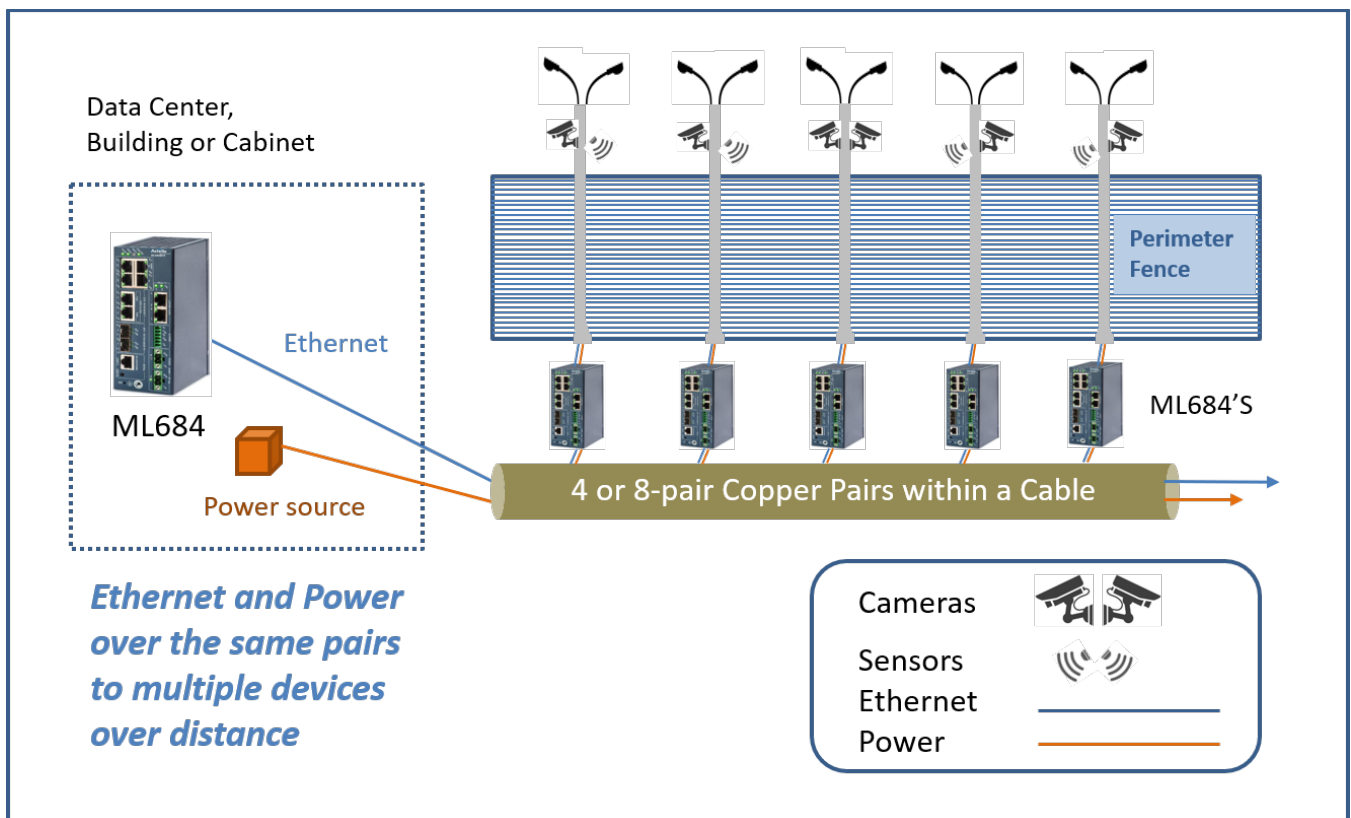 Data Center,
Building or Cabinet
Perimeter
Fence
Ethernet
ML684
ML684’S
Power source
4 or 8-pair Copper Pairs within a Cable
Ethernet and Power
over the same pairs
to multiple devices
over distance
Cameras
Sensors
Ethernet
Power